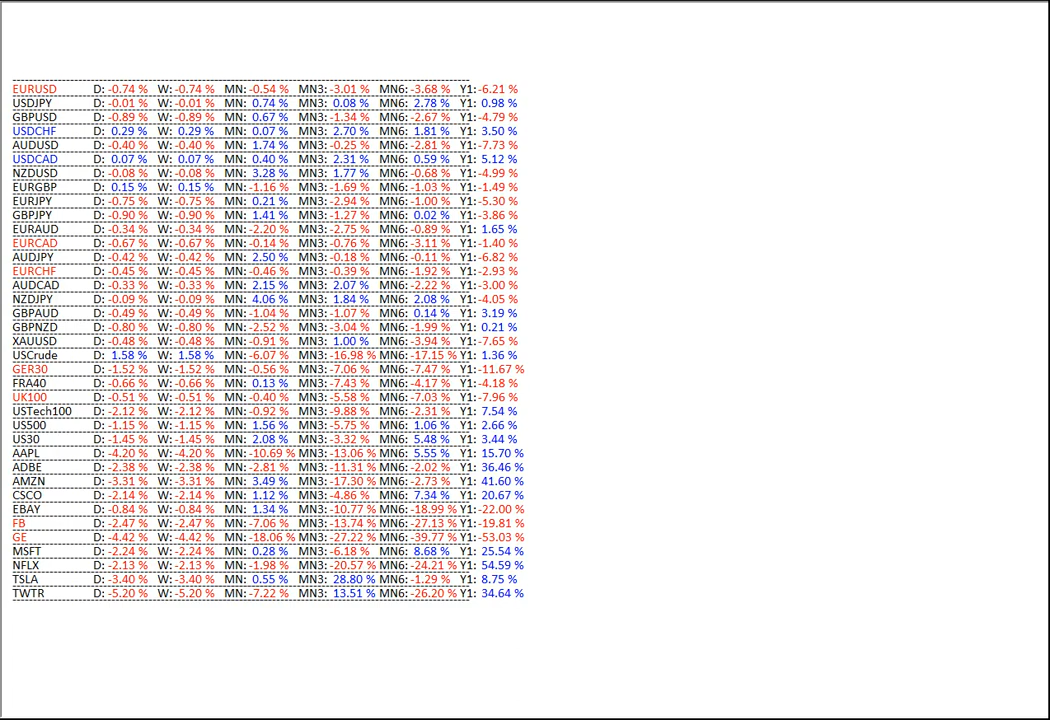 EURUSD D: -0.74 % W: -0.74 % MN: -0.54 % MN3: -3.01 % MN6: -3.68 % Y1: -6.21 %
USDJPY D: -0.01 % W: -0.01 % MN: 0.74 % MN3: 0.08 % MN6: 2.78 % Y1: 0.98 %
GBPUSD D: -0.89 % W: -0.89 % MN: 0.67 % MN3: -1.34 % MN6: -2.67 % Y1: -4.79 %
USDCHF D: 0.29 % W: 0.29 % MN: 0.07 % MN3: 2.70 % MN6: 1.81 % Y1: 3.50 %
AUDUSD D: -0.40 % W: -0.40 % MN: 1.74 % MN3: -0.25 % MN6: -2.81 % Y1: -7.73 %
USDCAD D: 0.07 % W: 0.07 % MN: 0.40 % MN3: 2.31 % MN6: 0.59 % Y1: 5.12 %
NZDUSD D: -0.08 % W: -0.08 % MN: 3.28 % MN3: 1.77 % MN6: -0.68 % Y1: -4.99 %
EURGBP D: 0.15 % W: 0.15 % MN: -1.16 % MN3: -1.69 % MN6: -1.03 % Y1: -1.49 %
EURJPY D: -0.75 % W: -0.75 % MN: 0.21 % MN3: -2.94 % MN6: -1.00 % Y1: -5.30 %
GBPJPY D: -0.90 % W: -0.90 % MN: 1.41 % MN3: -1.27 % MN6: 0.02 % Y1: -3.86 %
EURAUD D: -0.34 % W: -0.34 % MN: -2.20 % MN3: -2.75 % MN6: -0.89 % Y1: 1.65 %
EURCAD D: -0.67 % W: -0.67 % MN: -0.14 % MN3: -0.76 % MN6: -3.11 % Y1: -1.40 %
AUDJPY D: -0.42 % W: -0.42 % MN: 2.50 % MN3: -0.18 % MN6: -0.11 % Y1: -6.82 %
EURCHF D: -0.45 % W: -0.45 % MN: -0.46 % MN3: -0.39 % MN6: -1.92 % Y1: -2.93 %
AUDCAD D: -0.33 % W: -0.33 % MN: 2.15 % MN3: 2.07 % MN6: -2.22 % Y1: -3.00 %
NZDJPY D: -0.09 % W: -0.09 % MN: 4.06 % MN3: 1.84 % MN6: 2.08 % Y1: -4.05 %
GBPAUD D: -0.49 % W: -0.49 % MN: -1.04 % MN3: -1.07 % MN6: 0.14 % Y1: 3.19 %
GBPNZD D: -0.80 % W: -0.80 % MN: -2.52 % MN3: -3.04 % MN6: -1.99 % Y1: 0.21 %
XAUUSD D: -0.48 % W: -0.48 % MN: -0.91 % MN3: 1.00 % MN6: -3.94 % Y1: -7.65 %
USCrude D: 1.58 % W: 1.58 % MN: -6.07 % MN3: -16.98 % MN6: -17.15 % Y1: 1.36 %
GER30 D: -1.52 % W: -1.52 % MN: -0.56 % MN3: -7.06 % MN6: -7.47 % Y1: -11.67 %
FRA40 D: -0.66 % W: -0.66 % MN: 0.13 % MN3: -7.43 % MN6: -4.17 % Y1: -4.18 %
UK100 D: -0.51 % W: -0.51 % MN: -0.40 % MN3: -5.58 % MN6: -7.03 % Y1: -7.96 %
USTech100 D: -2.12 % W: -2.12 % MN: -0.92 % MN3: -9.88 % MN6: -2.31 % Y1: 7.54 %
US500 D: -1.15 % W: -1.15 % MN: 1.56 % MN3: -5.75 % MN6: 1.06 % Y1: 2.66 %
US30 D: -1.45 % W: -1.45 % MN: 2.08 % MN3: -3.32 % MN6: 5.48 % Y1: 3.44 %
AAPL D: -4.20 % W: -4.20 % MN: -10.69 % MN3: -13.06 % MN6: 5.55 % Y1: 15.70 %
ADBE D: -2.38 % W: -2.38 % MN: -2.81 % MN3: -11.31 % MN6: -2.02 % Y1: 36.46 %
AMZN D: -3.31 % W: -3.31 % MN: 3.49 % MN3: -17.30 % MN6: -2.73 % Y1: 41.60 %
CSCO D: -2.14 % W: -2.14 % MN: 1.12 % MN3: -4.86 % MN6: 7.34 % Y1: 20.67 %
EBAY D: -0.84 % W: -0.84 % MN: 1.34 % MN3: -10.77 % MN6: -18.99 % Y1: -22.00 %
FB D: -2.47 % W: -2.47 % MN: -7.06 % MN3: -13.74 % MN6: -27.13 % Y1: -19.81 %
GE D: -4.42 % W: -4.42 % MN: -18.06 % MN3: -27.22 % MN6: -39.77 % Y1: -53.03 %
MSFT D: -2.24 % W: -2.24 % MN: 0.28 % MN3: -6.18 % MN6: 8.68 % Y1: 25.54 %
NFLX D: -2.13 % W: -2.13 % MN: -1.98 % MN3: -20.57 % MN6: -24.21 % Y1: 54.59 %
TSLA D: -3.40 % W: -3.40 % MN: 0.55 % MN3: 28.80 % MN6: -1.29 % Y1: 8.75 %
TWTR D: -5.20 % W: -5.20 % MN: -7.22 % MN3: 13.51 % MN6: -26.20 % Y1: 34.64 %